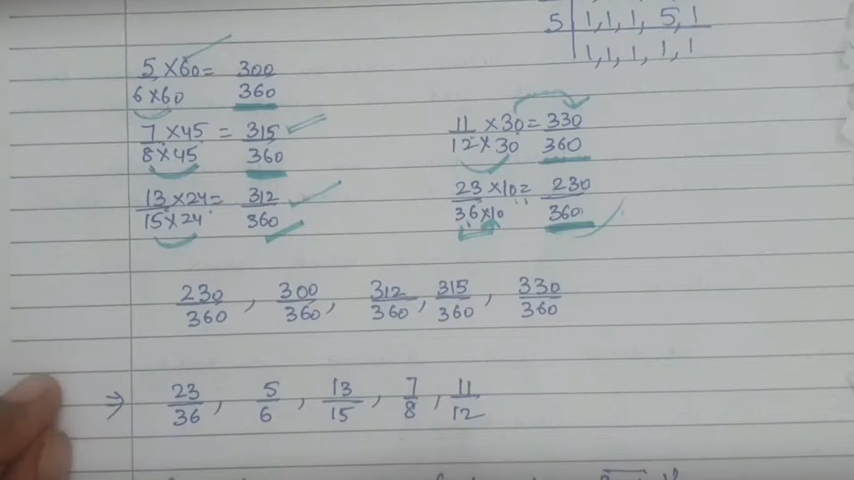 5 | 1, 1, 1, 5, 1
1, 1, 1, 1, 1
5 × 60 = 300
6 × 60 360
7 × 45 = 315
8 × 45 360
11 × 30 = 330
12 × 30 360
13 × 24 = 312
15 × 24 360
23 × 10 = 230
36 × 10 360
230/360, 300/360, 312/360, 315/360, 330/360
⇒ 23/36, 5/6, 13/15, 7/8, 11/12